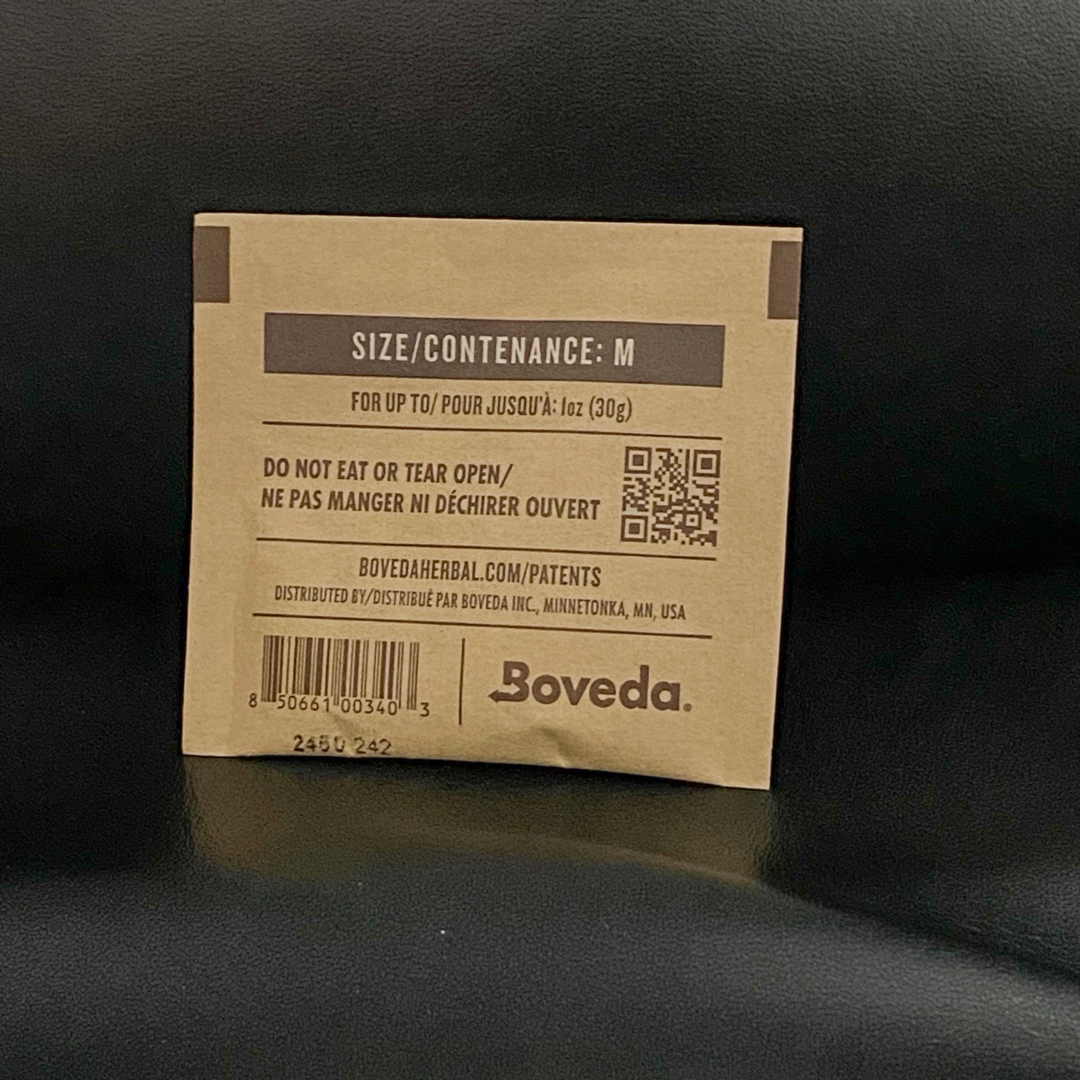 SIZE/CONTENANCE: M
FOR UP TO/ POUR JUSQU'À: 1oz (30g)
DO NOT EAT OR TEAR OPEN/
NE PAS MANGER NI DÉCHIRER OUVERT
BOVEDAHERBAL.COM/PATENTS
DISTRIBUTED BY/DISTRIBUÉ PAR BOVEDA INC., MINNETONKA, MN, USA
8 50661 00340 3
Boveda.
242